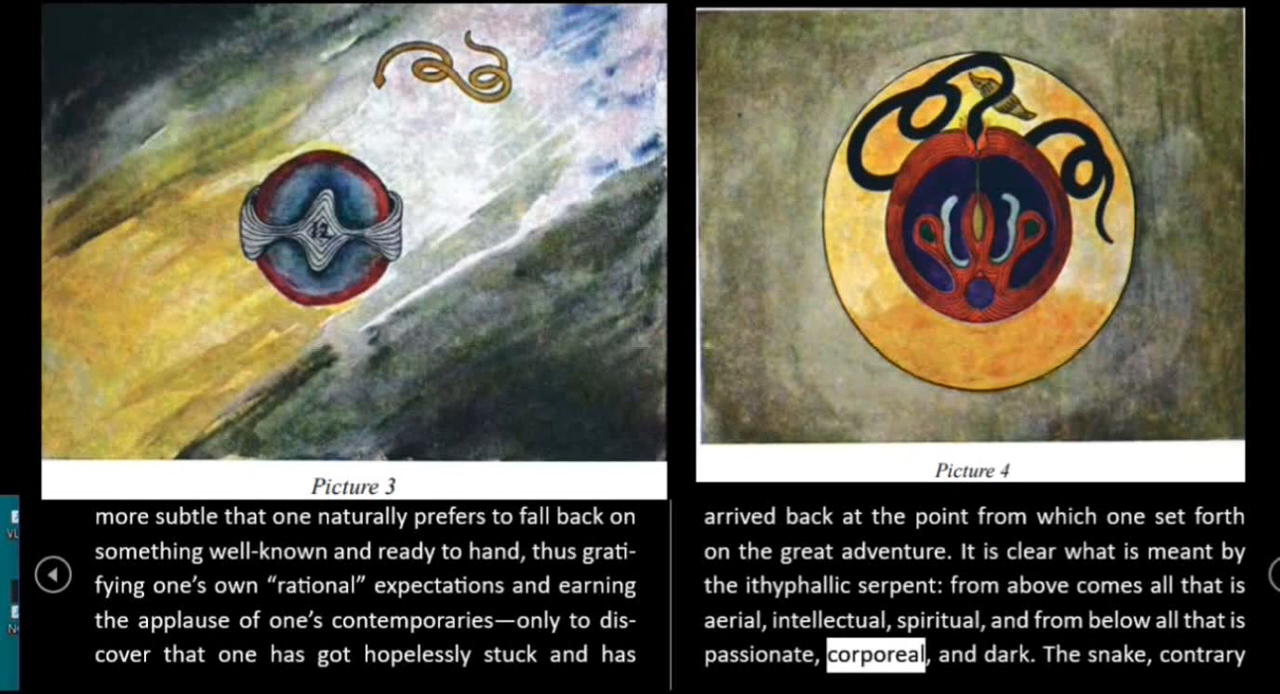 12
Picture 3
more subtle that one naturally prefers to fall back on
something well-known and ready to hand, thus grati-
fying one's own “rational” expectations and earning
the applause of one's contemporaries—only to dis-
cover that one has got hopelessly stuck and has
Picture 4
arrived back at the point from which one set forth
on the great adventure. It is clear what is meant by
the ithyphallic serpent: from above comes all that is
aerial, intellectual, spiritual, and from below all that is
passionate, corporeal, and dark. The snake, contrary